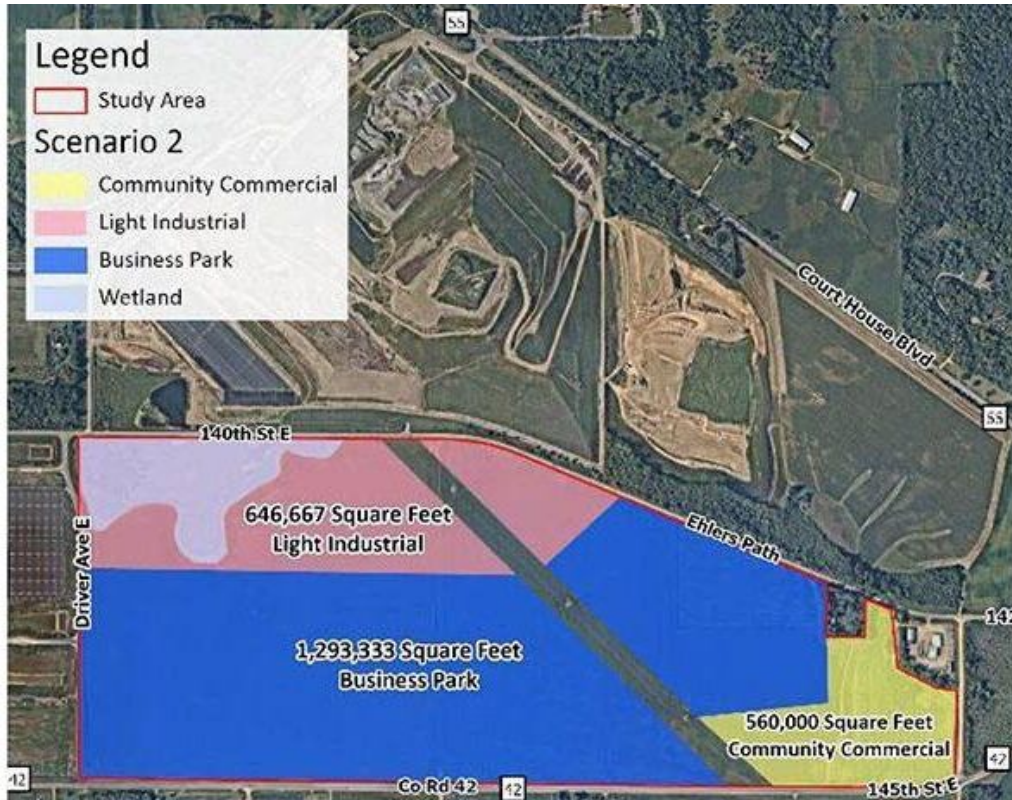 55
Legend
Study Area
Scenario 2
Community Commercial
Light Industrial
Business Park
Wetland
Court House Blvd
55
140th St E
646,667 Square Feet
Light Industrial
Ehlers Path
Driver Ave E
1,293,333 Square Feet
Business Park
560,000 Square Feet
Community Commercial
42
42
Co Rd 42
42
145th St E